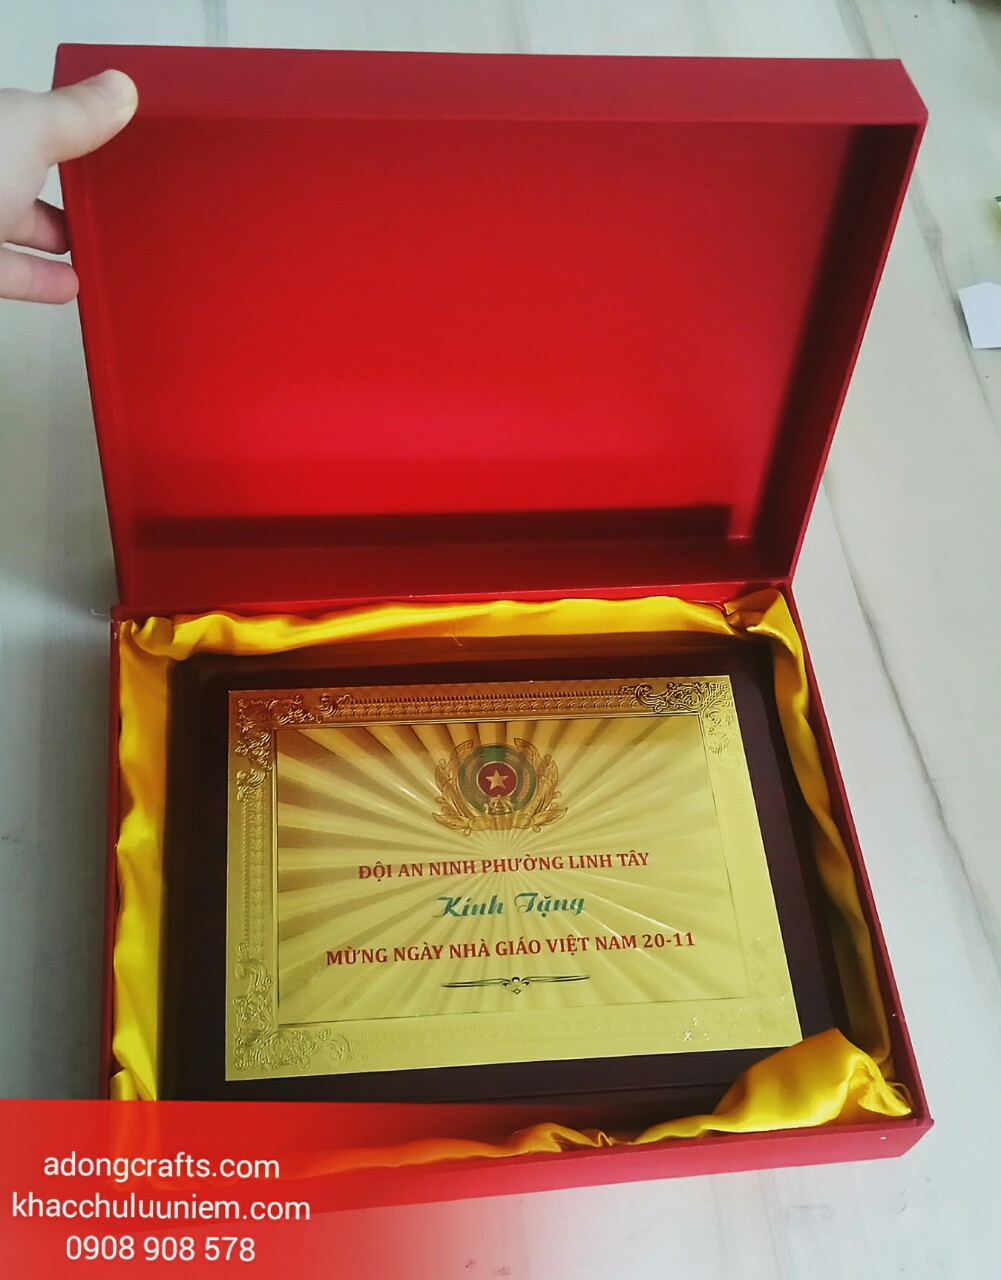 ĐỘI AN NINH PHƯỜNG LINH TÂY
Kính Tặng
MỪNG NGÀY NHÀ GIÁO VIỆT NAM 20-11
adongcrafts.com
khacchuluuniem.com
0908 908 578